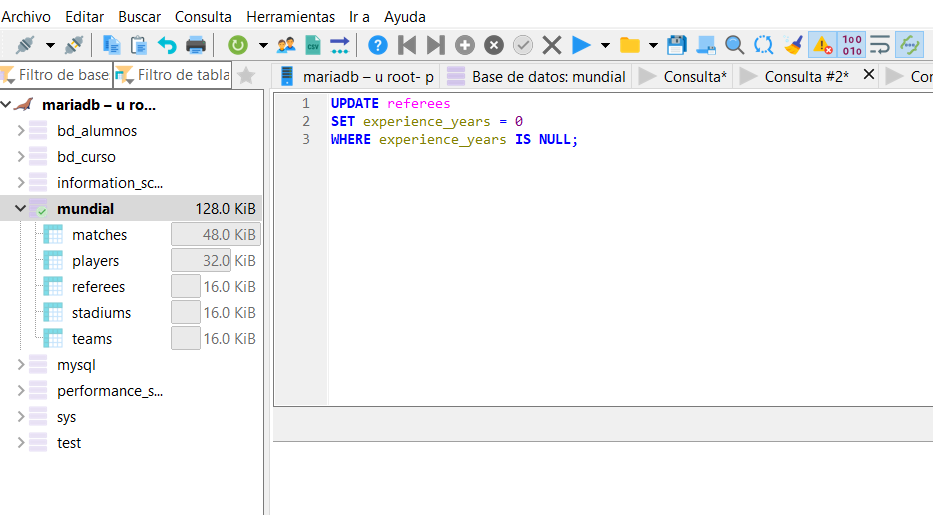 Archivo Editar Buscar Consulta Herramientas Ir a Ayuda
Filtro de base Filtro de tabla mariadb – u root- p Base de datos: mundial Consulta* Consulta #2* Con
mariadb – u ro...
bd_alumnos
bd_curso
information_sc...
mundial 128.0 KiB
matches 48.0 KiB
players 32.0 KiB
referees 16.0 KiB
stadiums 16.0 KiB
teams 16.0 KiB
mysql
performance_s...
sys
test
1 UPDATE referees
2 SET experience_years = 0
3 WHERE experience_years IS NULL;